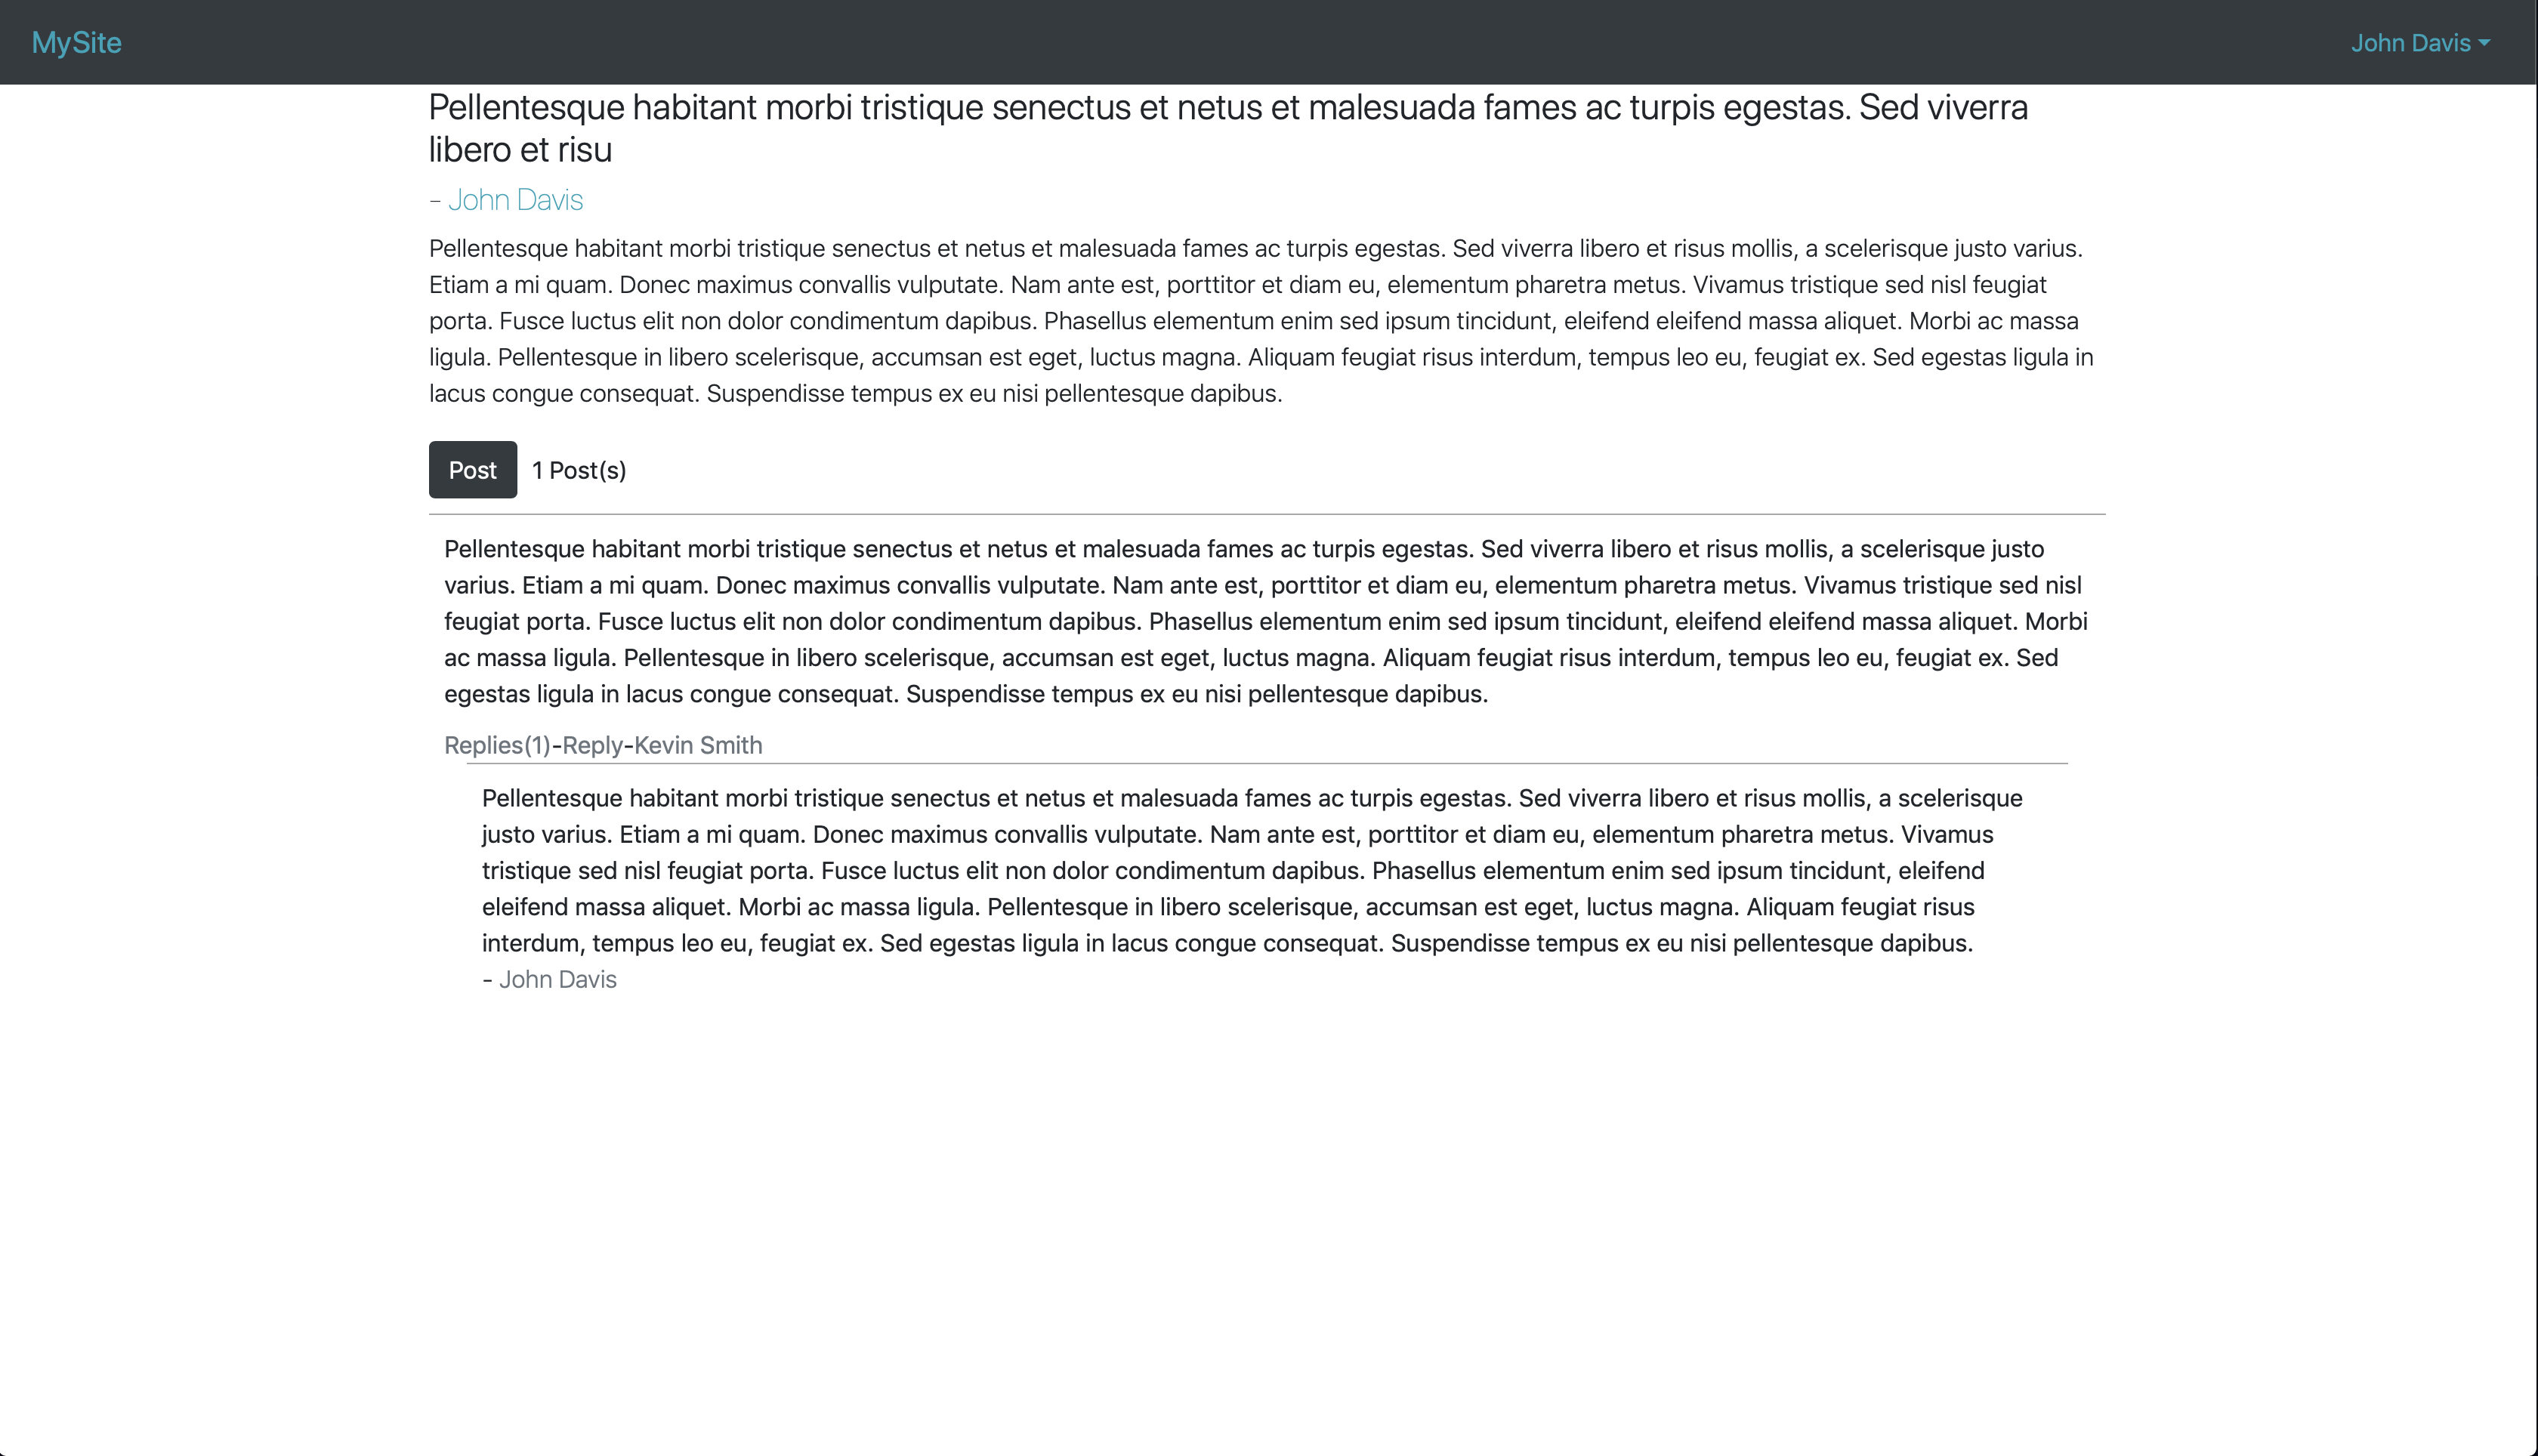 MySite
John Davis
Pellentesque habitant morbi tristique senectus et netus et malesuada fames ac turpis egestas. Sed viverra
libero et risu
- John Davis
Pellentesque habitant morbi tristique senectus et netus et malesuada fames ac turpis egestas. Sed viverra libero et risus mollis, a scelerisque justo varius.
Etiam a mi quam. Donec maximus convallis vulputate. Nam ante est, porttitor et diam eu, elementum pharetra metus. Vivamus tristique sed nisl feugiat
porta. Fusce luctus elit non dolor condimentum dapibus. Phasellus elementum enim sed ipsum tincidunt, eleifend eleifend massa aliquet. Morbi ac massa
ligula. Pellentesque in libero scelerisque, accumsan est eget, luctus magna. Aliquam feugiat risus interdum, tempus leo eu, feugiat ex. Sed egestas ligula in
lacus congue consequat. Suspendisse tempus ex eu nisi pellentesque dapibus.
Post 1 Post(s)
Pellentesque habitant morbi tristique senectus et netus et malesuada fames ac turpis egestas. Sed viverra libero et risus mollis, a scelerisque justo
varius. Etiam a mi quam. Donec maximus convallis vulputate. Nam ante est, porttitor et diam eu, elementum pharetra metus. Vivamus tristique sed nisl
feugiat porta. Fusce luctus elit non dolor condimentum dapibus. Phasellus elementum enim sed ipsum tincidunt, eleifend eleifend massa aliquet. Morbi
ac massa ligula. Pellentesque in libero scelerisque, accumsan est eget, luctus magna. Aliquam feugiat risus interdum, tempus leo eu, feugiat ex. Sed
egestas ligula in lacus congue consequat. Suspendisse tempus ex eu nisi pellentesque dapibus.
Replies(1)-Reply-Kevin Smith
Pellentesque habitant morbi tristique senectus et netus et malesuada fames ac turpis egestas. Sed viverra libero et risus mollis, a scelerisque
justo varius. Etiam a mi quam. Donec maximus convallis vulputate. Nam ante est, porttitor et diam eu, elementum pharetra metus. Vivamus
tristique sed nisl feugiat porta. Fusce luctus elit non dolor condimentum dapibus. Phasellus elementum enim sed ipsum tincidunt, eleifend
eleifend massa aliquet. Morbi ac massa ligula. Pellentesque in libero scelerisque, accumsan est eget, luctus magna. Aliquam feugiat risus
interdum, tempus leo eu, feugiat ex. Sed egestas ligula in lacus congue consequat. Suspendisse tempus ex eu nisi pellentesque dapibus.
- John Davis